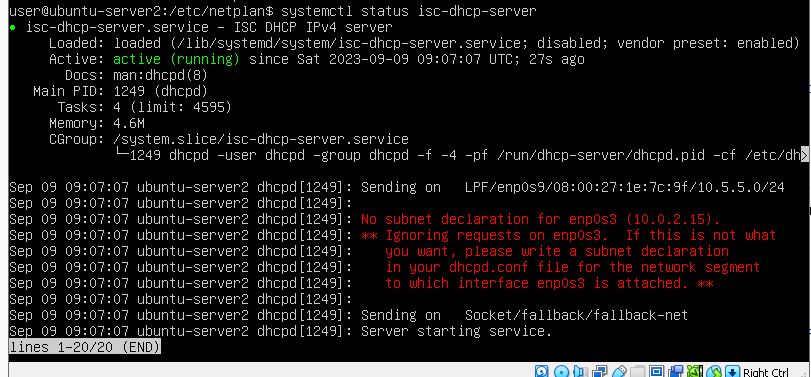 user@ubuntu-server2:/etc/netplan$ systemctl status isc-dhcp-server
● isc-dhcp-server.service - ISC DHCP IPv4 server
     Loaded: loaded (/lib/systemd/system/isc-dhcp-server.service; disabled; vendor preset: enabled)
     Active: active (running) since Sat 2023-09-09 09:07:07 UTC; 27s ago
       Docs: man:dhcpd(8)
   Main PID: 1249 (dhcpd)
      Tasks: 4 (limit: 4595)
     Memory: 4.6M
     CGroup: /system.slice/isc-dhcp-server.service
             └─1249 dhcpd -user dhcpd -group dhcpd -f -4 -pf /run/dhcp-server/dhcpd.pid -cf /etc/dh>
Sep 09 09:07:07 ubuntu-server2 dhcpd[1249]: Sending on   LPF/enp0s9/08:00:27:1e:7c:9f/10.5.5.0/24
Sep 09 09:07:07 ubuntu-server2 dhcpd[1249]:
Sep 09 09:07:07 ubuntu-server2 dhcpd[1249]: No subnet declaration for enp0s3 (10.0.2.15).
Sep 09 09:07:07 ubuntu-server2 dhcpd[1249]: ** Ignoring requests on enp0s3.  If this is not what
Sep 09 09:07:07 ubuntu-server2 dhcpd[1249]:    you want, please write a subnet declaration
Sep 09 09:07:07 ubuntu-server2 dhcpd[1249]:    in your dhcpd.conf file for the network segment
Sep 09 09:07:07 ubuntu-server2 dhcpd[1249]:    to which interface enp0s3 is attached. **
Sep 09 09:07:07 ubuntu-server2 dhcpd[1249]:
Sep 09 09:07:07 ubuntu-server2 dhcpd[1249]: Sending on   Socket/fallback/fallback-net
Sep 09 09:07:07 ubuntu-server2 dhcpd[1249]: Server starting service.
lines 1-20/20 (END)
Right Ctrl